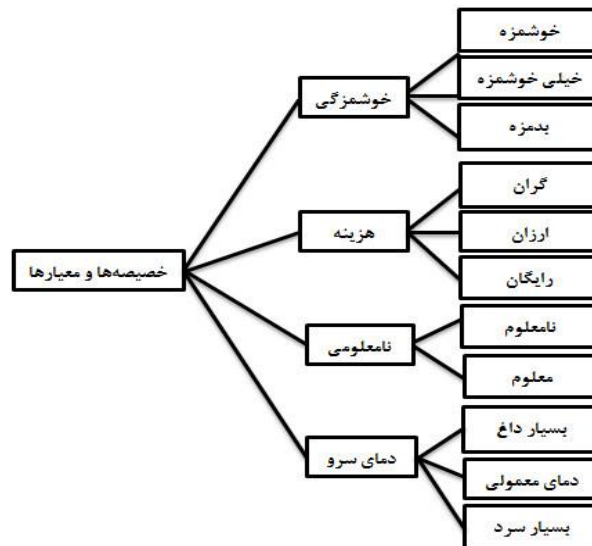 خصیصه‌ها و معیارها
خوشمزگی
خوشمزه
خیلی خوشمزه
بدمزه
هزینه
گران
ارزان
رایگان
نامعلومی
نامعلوم
معلوم
دمای سرو
بسیار داغ
دمای معمولی
بسیار سرد